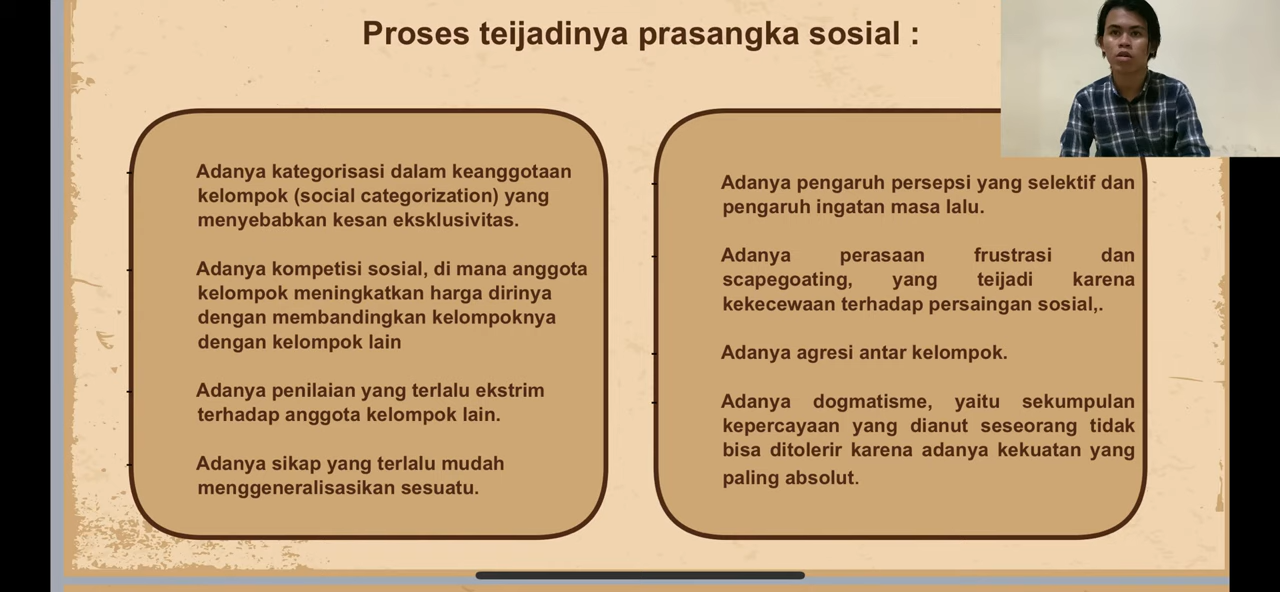 Proses teijadinya prasangka sosial :
Adanya kategorisasi dalam keanggotaan
kelompok (social categorization) yang
menyebabkan kesan eksklusivitas.
Adanya kompetisi sosial, di mana anggota
kelompok meningkatkan harga dirinya
dengan membandingkan kelompoknya
dengan kelompok lain
Adanya penilaian yang terlalu ekstrim
terhadap anggota kelompok lain.
Adanya sikap yang terlalu mudah
menggeneralisasikan sesuatu.
Adanya pengaruh persepsi yang selektif dan
pengaruh ingatan masa lalu.
Adanya perasaan frustrasi dan
scapegoating, yang teijadi karena
kekecewaan terhadap persaingan sosial,.
Adanya agresi antar kelompok.
Adanya dogmatisme, yaitu sekumpulan
kepercayaan yang dianut seseorang tidak
bisa ditolerir karena adanya kekuatan yang
paling absolut.